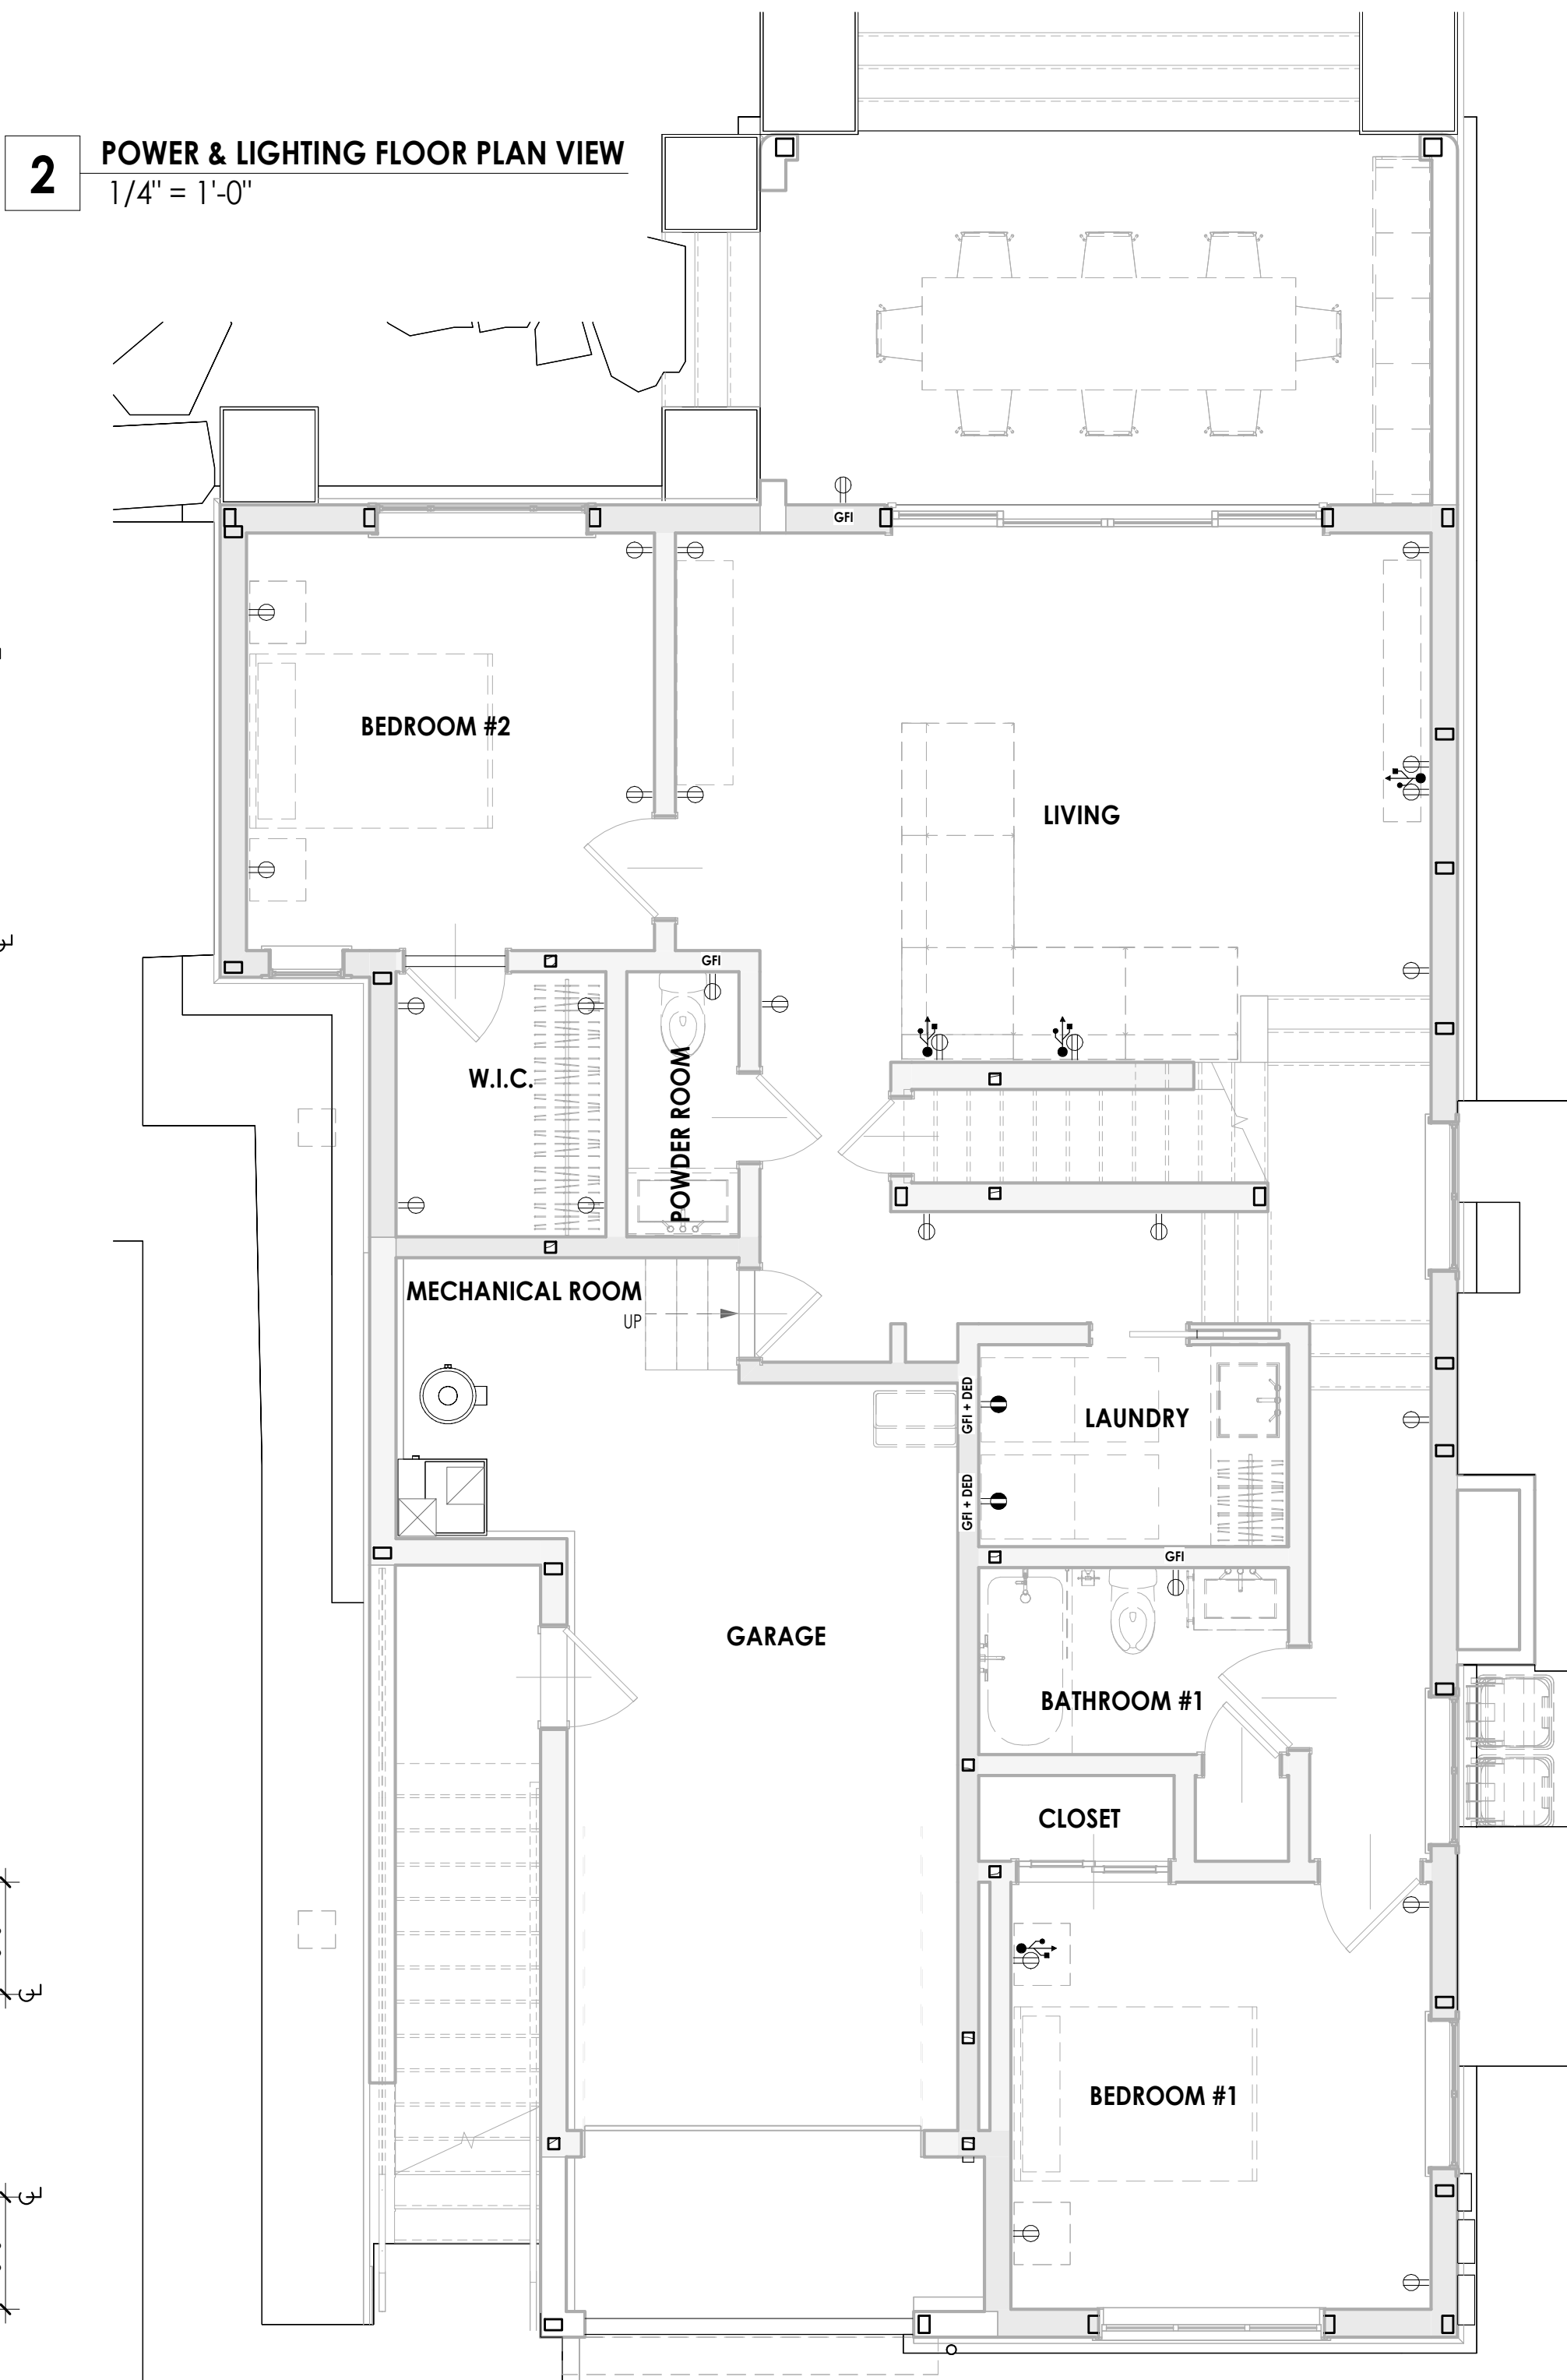 2
POWER & LIGHTING FLOOR PLAN VIEW
1/4" = 1'-0"
GFI
BEDROOM #2
LIVING
GFI
W.I.C.
POWDER ROOM
MECHANICAL ROOM
UP
GFI + DED
LAUNDRY
GFI + DED
GFI
GARAGE
BATHROOM #1
CLOSET
BEDROOM #1